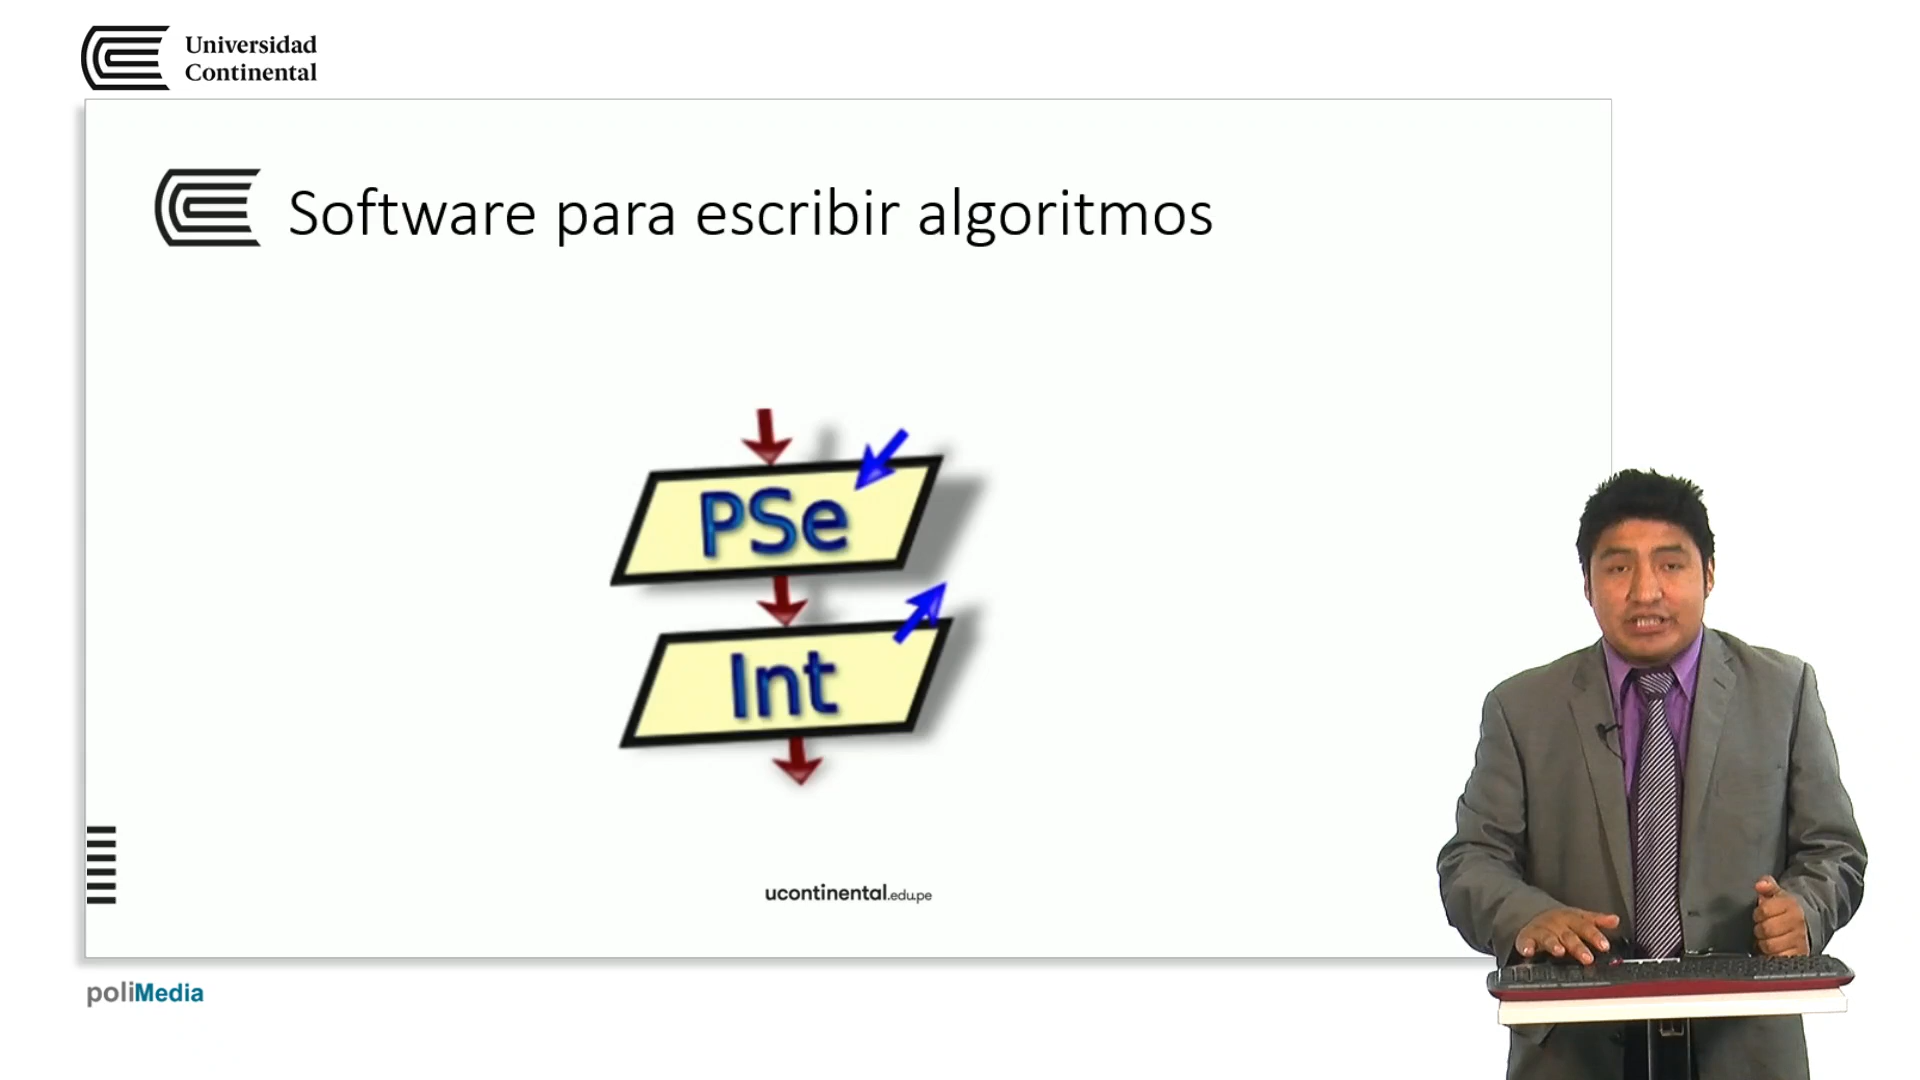 Universidad
Continental
Software para escribir algoritmos
PSe
Int
ucontinental.edu.pe
poliMedia